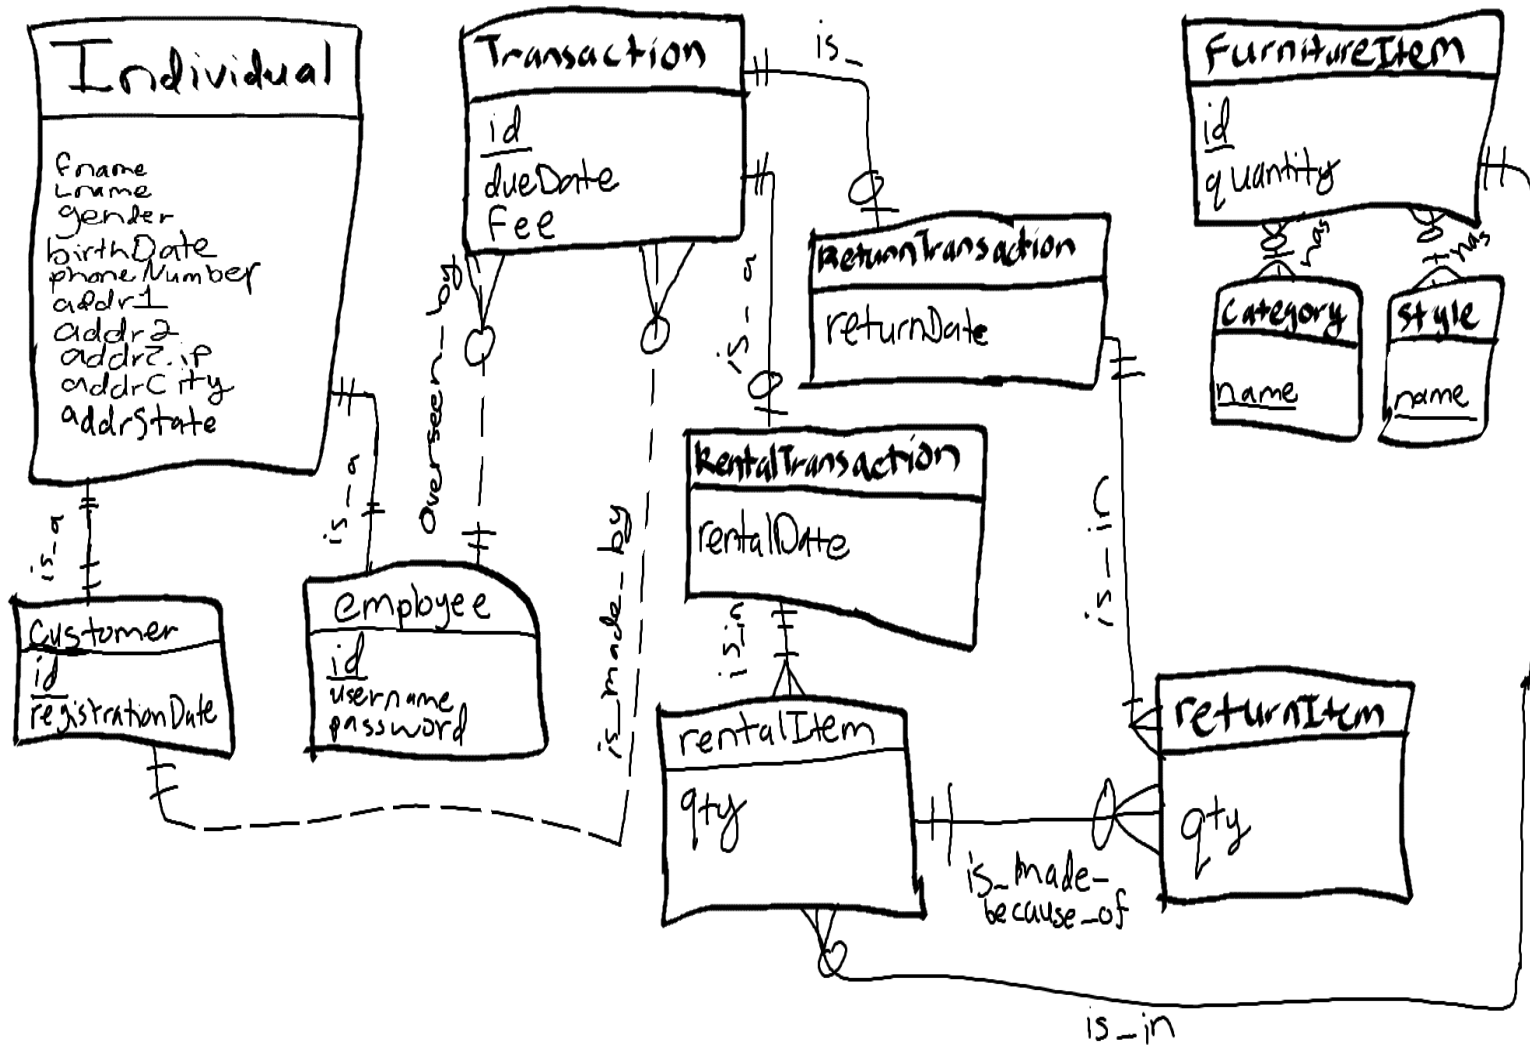 Individual
fname
Lname
gender
birthDate
phoneNumber
addr1
addr2
addrZip
addrCity
addrState
is_a
is_a
Customer
id
registrationDate
employee
id
username
password
Transaction
id
dueDate
Fee
Overseen_by
is_made_by
is_
is_a
ReturnTransaction
returnDate
RentalTransaction
rentalDate
is_in
is_in
rentalItem
qty
returnItem
qty
is_made_
because_of
is_in
FurnitureItem
id
quantity
has
has
Category
name
Style
name